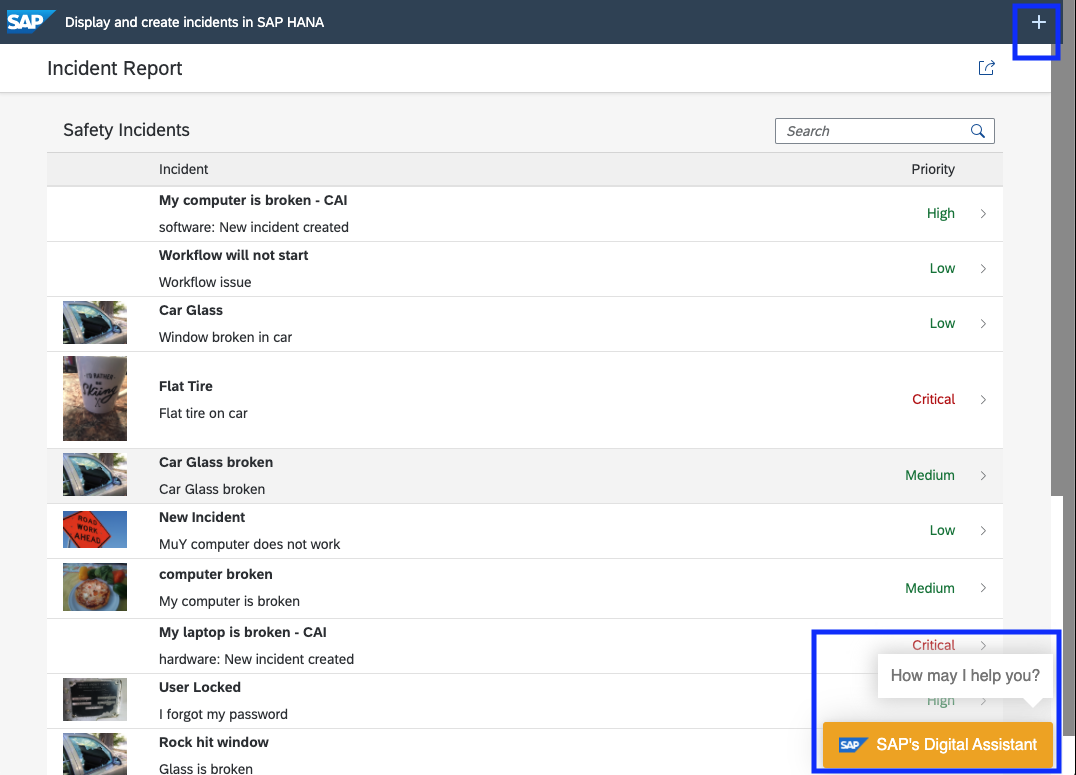 SAP Display and create incidents in SAP HANA +
Incident Report
Safety Incidents
Search
Incident Priority
My computer is broken - CAI
software: New incident created
High
Workflow will not start
Workflow issue
Low
Car Glass
Window broken in car
Low
I'D RATHER
BE
Skiing
Flat Tire
Flat tire on car
Critical
Car Glass broken
Car Glass broken
Medium
ROAD
WORK
AHEAD
New Incident
MuY computer does not work
Low
computer broken
My computer is broken
Medium
My laptop is broken - CAI
hardware: New incident created
Critical
User Locked
I forgot my password
High
Rock hit window
Glass is broken
How may I help you?
SAP SAP's Digital Assistant